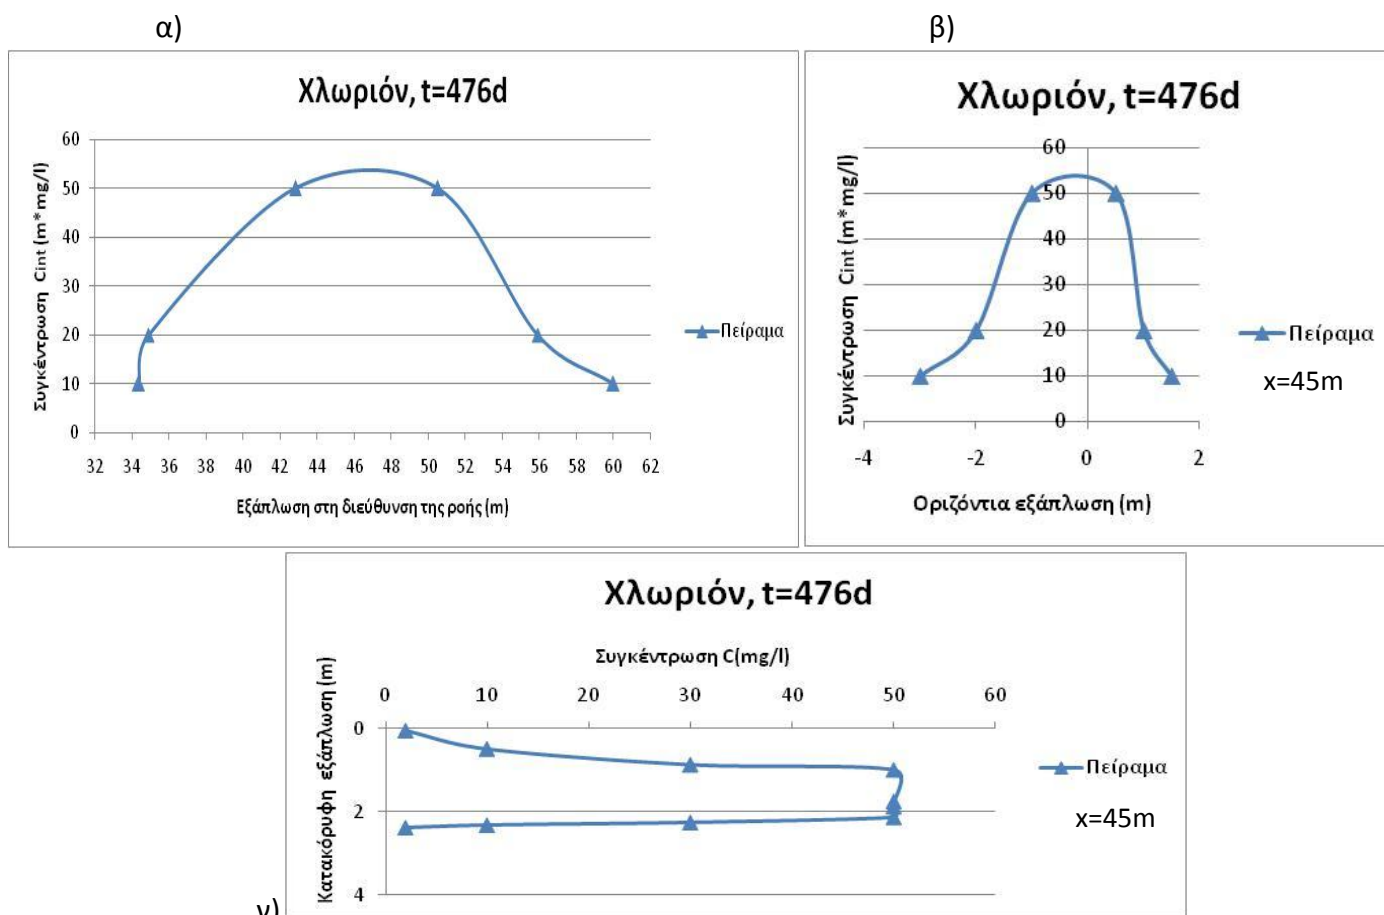 α)
β)
Χλωριόν, t=476d
60
50
40
30
20
10
0
32 34 36 38 40 42 44 46 48 50 52 54 56 58 60 62
Συγκέντρωση Cint (m*mg/l)
Εξάπλωση στη διεύθυνση της ροής (m)
Πείραμα
Χλωριόν, t=476d
60
50
40
30
20
10
0
-4 -2 0 2
Συγκέντρωση Cint (m*mg/l)
Οριζόντια εξάπλωση (m)
Πείραμα
x=45m
Χλωριόν, t=476d
Συγκέντρωση C(mg/l)
0 10 20 30 40 50 60
0
2
4
Κατακόρυφη εξάπλωση (m)
Πείραμα
x=45m